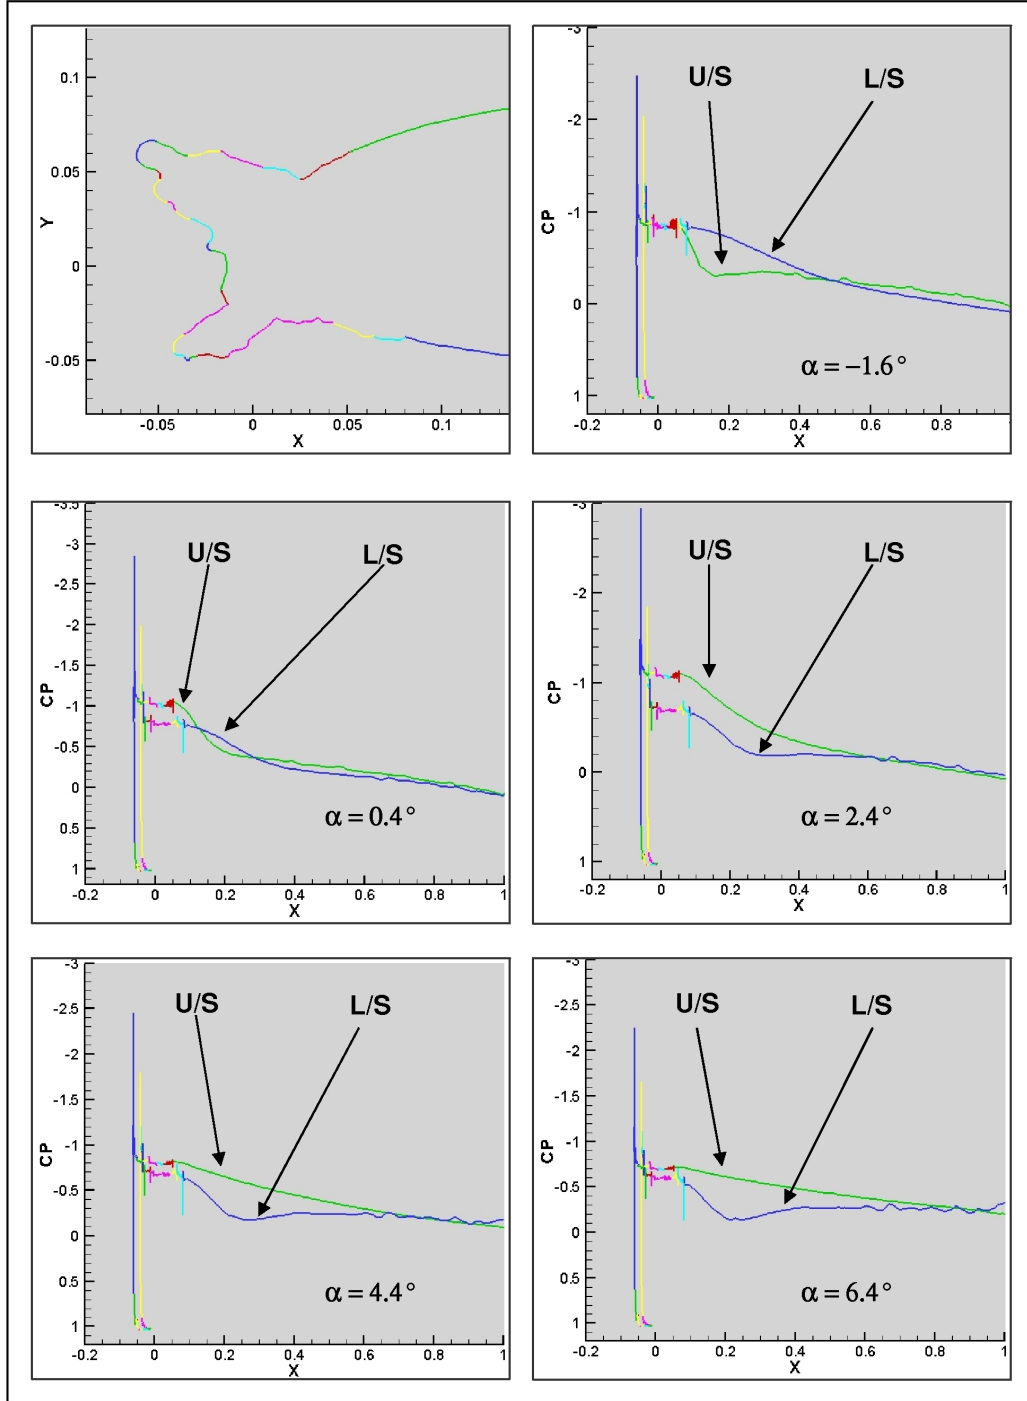 0.1
0.05
0
-0.05
Y
-0.05
0
0.05
0.1
X
-3
-2
-1
0
1
CP
U/S
L/S
α = −1.6°
-0.2
0
0.2
0.4
0.6
0.8
X
-3.5
-3
-2.5
-2
-1.5
-1
-0.5
0
0.5
1
CP
U/S
L/S
α = 0.4°
-0.2
0
0.2
0.4
0.6
0.8
1
X
-3
-2
-1
0
1
CP
U/S
L/S
α = 2.4°
-0.2
0
0.2
0.4
0.6
0.8
1
X
-3
-2.5
-2
-1.5
-1
-0.5
0
0.5
1
CP
U/S
L/S
α = 4.4°
-0.2
0
0.2
0.4
0.6
0.8
1
X
-3
-2.5
-2
-1.5
-1
-0.5
0
0.5
1
CP
U/S
L/S
α = 6.4°
-0.2
0
0.2
0.4
0.6
0.8
1
X